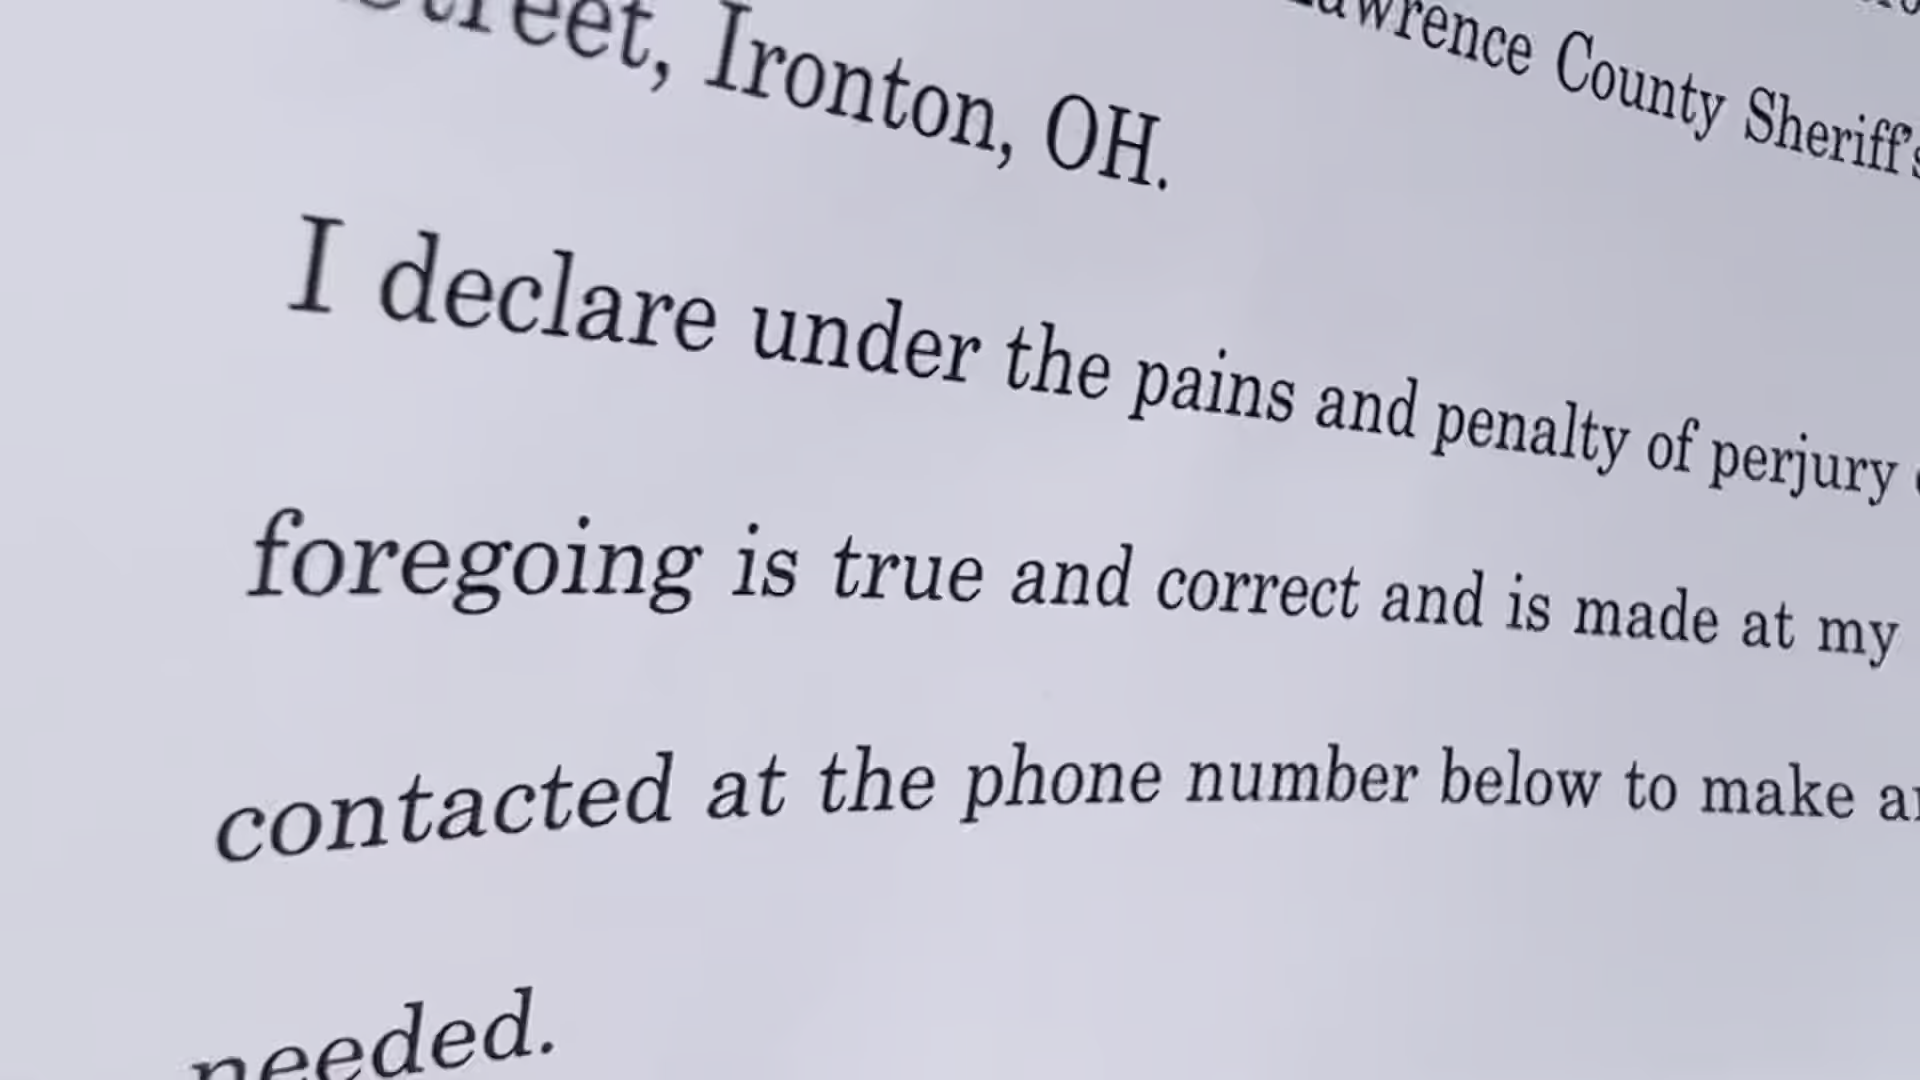 Lawrence County Sheriff's
Street, Ironton, OH.
I declare under the pains and penalty of perjury
foregoing is true and correct and is made at my
contacted at the phone number below to make
needed.